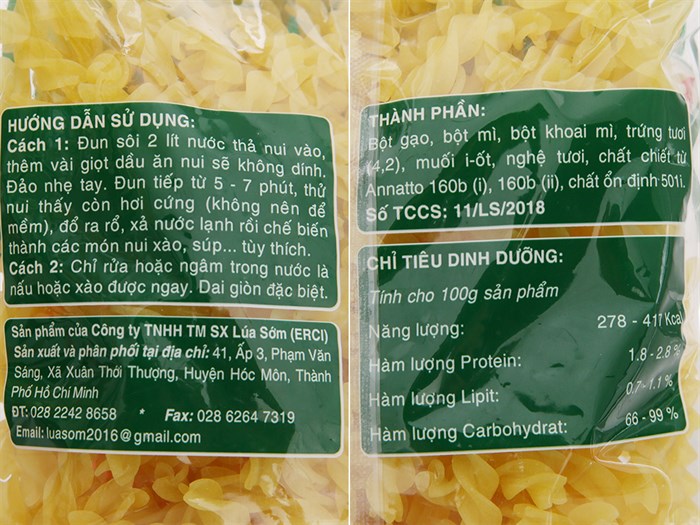 HƯỚNG DẪN SỬ DỤNG:
Cách 1: Đun sôi 2 lít nước thả nui vào,
thêm vài giọt dầu ăn nui sẽ không dính.
Đảo nhẹ tay. Đun tiếp từ 5 - 7 phút, thử
nui thấy còn hơi cứng (không nên để
mềm), đổ ra rổ, xả nước lạnh rồi chế biến
thành các món nui xào, súp... tùy thích.
Cách 2: Chỉ rửa hoặc ngâm trong nước là
nấu hoặc xào được ngay. Dai giòn đặc biệt.
Sản phẩm của Công ty TNHH TM SX Lúa Sớm (ERCI)
Sản xuất và phân phối tại địa chỉ: 41, Ấp 3, Phạm Văn
Sáng, Xã Xuân Thới Thượng, Huyện Hóc Môn, Thành
Phố Hồ Chí Minh
ĐT: 028 2242 8658 * Fax: 028 6264 7319
Email: luasom2016@gmail.com
THÀNH PHẦN:
Bột gạo, bột mì, bột khoai mì, trứng tươi
(4,2), muối i-ốt, nghệ tươi, chất chiết từ
Annatto 160b (i), 160b (ii), chất ổn định 501i.
Số TCCS: 11/LS/2018
CHỈ TIÊU DINH DƯỠNG:
Tính cho 100g sản phẩm
Năng lượng: 278 - 417 Kcal
Hàm lượng Protein: 1.8 - 2.8 %
Hàm lượng Lipit: 0.7-1.1 %
Hàm lượng Carbohydrat: 66 - 99 %